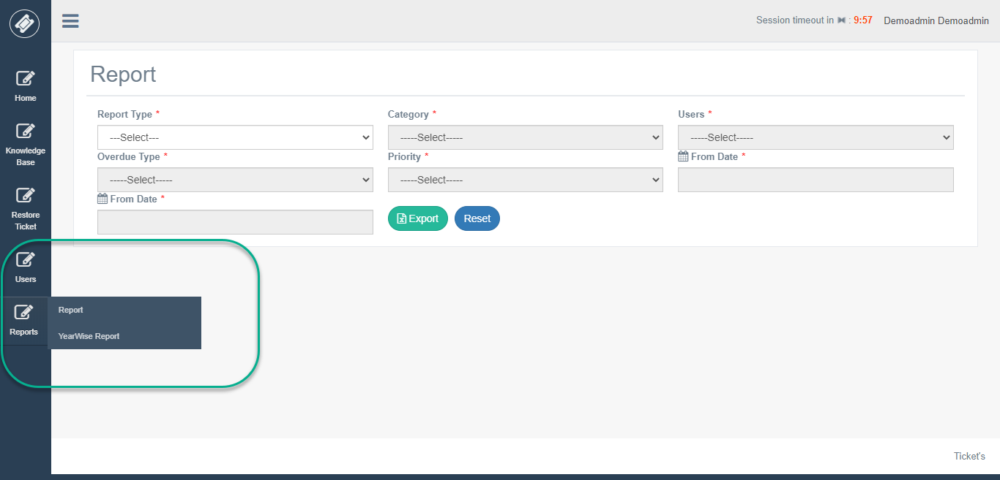 Session timeout in : 9:57
Demoadmin Demoadmin
Home
Knowledge
Base
Restore
Ticket
Users
Reports
Report
YearWise Report
Report
Report Type *
---Select---
Category *
-----Select-----
Users *
-----Select-----
Overdue Type *
-----Select-----
Priority *
-----Select-----
From Date *
From Date *
Export
Reset
Ticket's